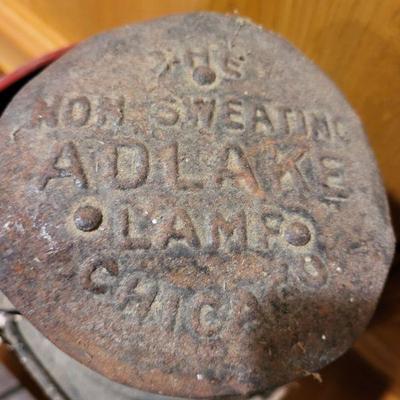 THE
NON SWEATING
ADLAKE
LAMP
CHICAGO